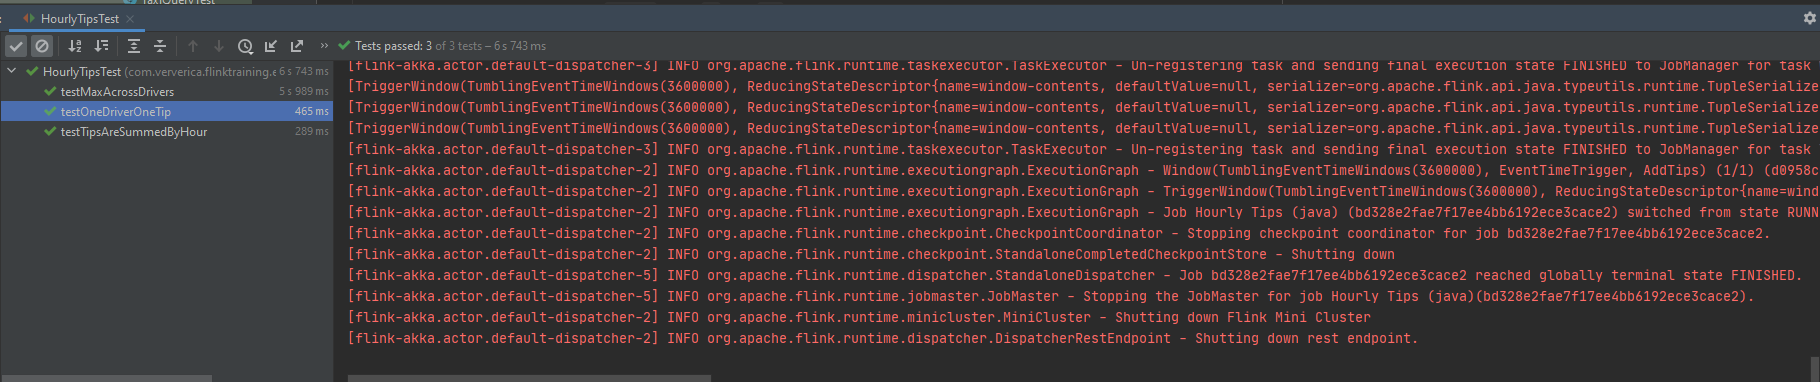 TaxiQueryTest
HourlyTipsTest ×
Tests passed: 3 of 3 tests – 6 s 743 ms
HourlyTipsTest (com.ververica.flinktraining.e 6 s 743 ms
testMaxAcrossDrivers 5 s 989 ms
testOneDriverOneTip 465 ms
testTipsAreSummedByHour 289 ms
[flink-akka.actor.default-dispatcher-3] INFO org.apache.flink.runtime.taskexecutor.TaskExecutor - Un-registering task and sending final execution state FINISHED to JobManager for task
[TriggerWindow(TumblingEventTimeWindows(3600000), ReducingStateDescriptor{name=window-contents, defaultValue=null, serializer=org.apache.flink.api.java.typeutils.runtime.TupleSerialize
[TriggerWindow(TumblingEventTimeWindows(3600000), ReducingStateDescriptor{name=window-contents, defaultValue=null, serializer=org.apache.flink.api.java.typeutils.runtime.TupleSerialize
[TriggerWindow(TumblingEventTimeWindows(3600000), ReducingStateDescriptor{name=window-contents, defaultValue=null, serializer=org.apache.flink.api.java.typeutils.runtime.TupleSerialize
[flink-akka.actor.default-dispatcher-3] INFO org.apache.flink.runtime.taskexecutor.TaskExecutor - Un-registering task and sending final execution state FINISHED to JobManager for task
[flink-akka.actor.default-dispatcher-2] INFO org.apache.flink.runtime.executiongraph.ExecutionGraph - Window(TumblingEventTimeWindows(3600000), EventTimeTrigger, AddTips) (1/1) (d0958c
[flink-akka.actor.default-dispatcher-2] INFO org.apache.flink.runtime.executiongraph.ExecutionGraph - TriggerWindow(TumblingEventTimeWindows(3600000), ReducingStateDescriptor{name=wind
[flink-akka.actor.default-dispatcher-2] INFO org.apache.flink.runtime.executiongraph.ExecutionGraph - Job Hourly Tips (java) (bd328e2fae7f17ee4bb6192ece3cace2) switched from state RUNN
[flink-akka.actor.default-dispatcher-2] INFO org.apache.flink.runtime.checkpoint.CheckpointCoordinator - Stopping checkpoint coordinator for job bd328e2fae7f17ee4bb6192ece3cace2.
[flink-akka.actor.default-dispatcher-2] INFO org.apache.flink.runtime.checkpoint.StandaloneCompletedCheckpointStore - Shutting down
[flink-akka.actor.default-dispatcher-5] INFO org.apache.flink.runtime.dispatcher.StandaloneDispatcher - Job bd328e2fae7f17ee4bb6192ece3cace2 reached globally terminal state FINISHED.
[flink-akka.actor.default-dispatcher-5] INFO org.apache.flink.runtime.jobmaster.JobMaster - Stopping the JobMaster for job Hourly Tips (java)(bd328e2fae7f17ee4bb6192ece3cace2).
[flink-akka.actor.default-dispatcher-2] INFO org.apache.flink.runtime.minicluster.MiniCluster - Shutting down Flink Mini Cluster
[flink-akka.actor.default-dispatcher-2] INFO org.apache.flink.runtime.dispatcher.DispatcherRestEndpoint - Shutting down rest endpoint.